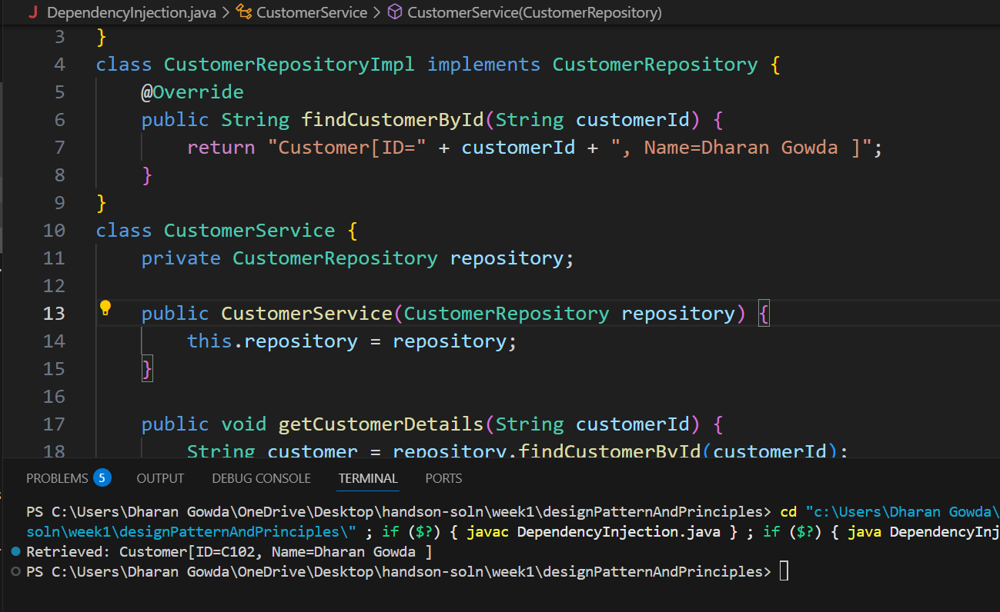 DependencyInjection.java > CustomerService > CustomerService(CustomerRepository)
3 }
4 class CustomerRepositoryImpl implements CustomerRepository {
5 @Override
6 public String findCustomerById(String customerId) {
7 return "Customer[ID=" + customerId + ", Name=Dharan Gowda ]";
8 }
9 }
10 class CustomerService {
11 private CustomerRepository repository;
12
13 public CustomerService(CustomerRepository repository) {
14 this.repository = repository;
15 }
16
17 public void getCustomerDetails(String customerId) {
18 String customer = repository.findCustomerById(customerId);
PROBLEMS 5 OUTPUT DEBUG CONSOLE TERMINAL PORTS
PS C:\Users\Dharan Gowda\OneDrive\Desktop\handson-soln\week1\designPatternAndPrinciples> cd "c:\Users\Dharan Gowda\
soln\week1\designPatternAndPrinciples\" ; if ($?) { javac DependencyInjection.java } ; if ($?) { java DependencyInj
Retrieved: Customer[ID=C102, Name=Dharan Gowda ]
PS C:\Users\Dharan Gowda\OneDrive\Desktop\handson-soln\week1\designPatternAndPrinciples>